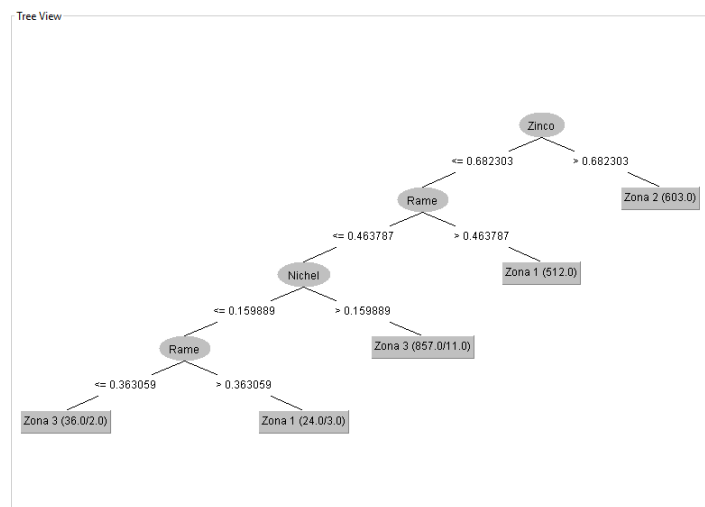 Tree View
Zinco
<= 0.682303
> 0.682303
Rame
Zona 2 (603.0)
<= 0.463787
> 0.463787
Nichel
Zona 1 (512.0)
<= 0.159889
> 0.159889
Rame
Zona 3 (857.0/11.0)
<= 0.363059
> 0.363059
Zona 3 (36.0/2.0)
Zona 1 (24.0/3.0)